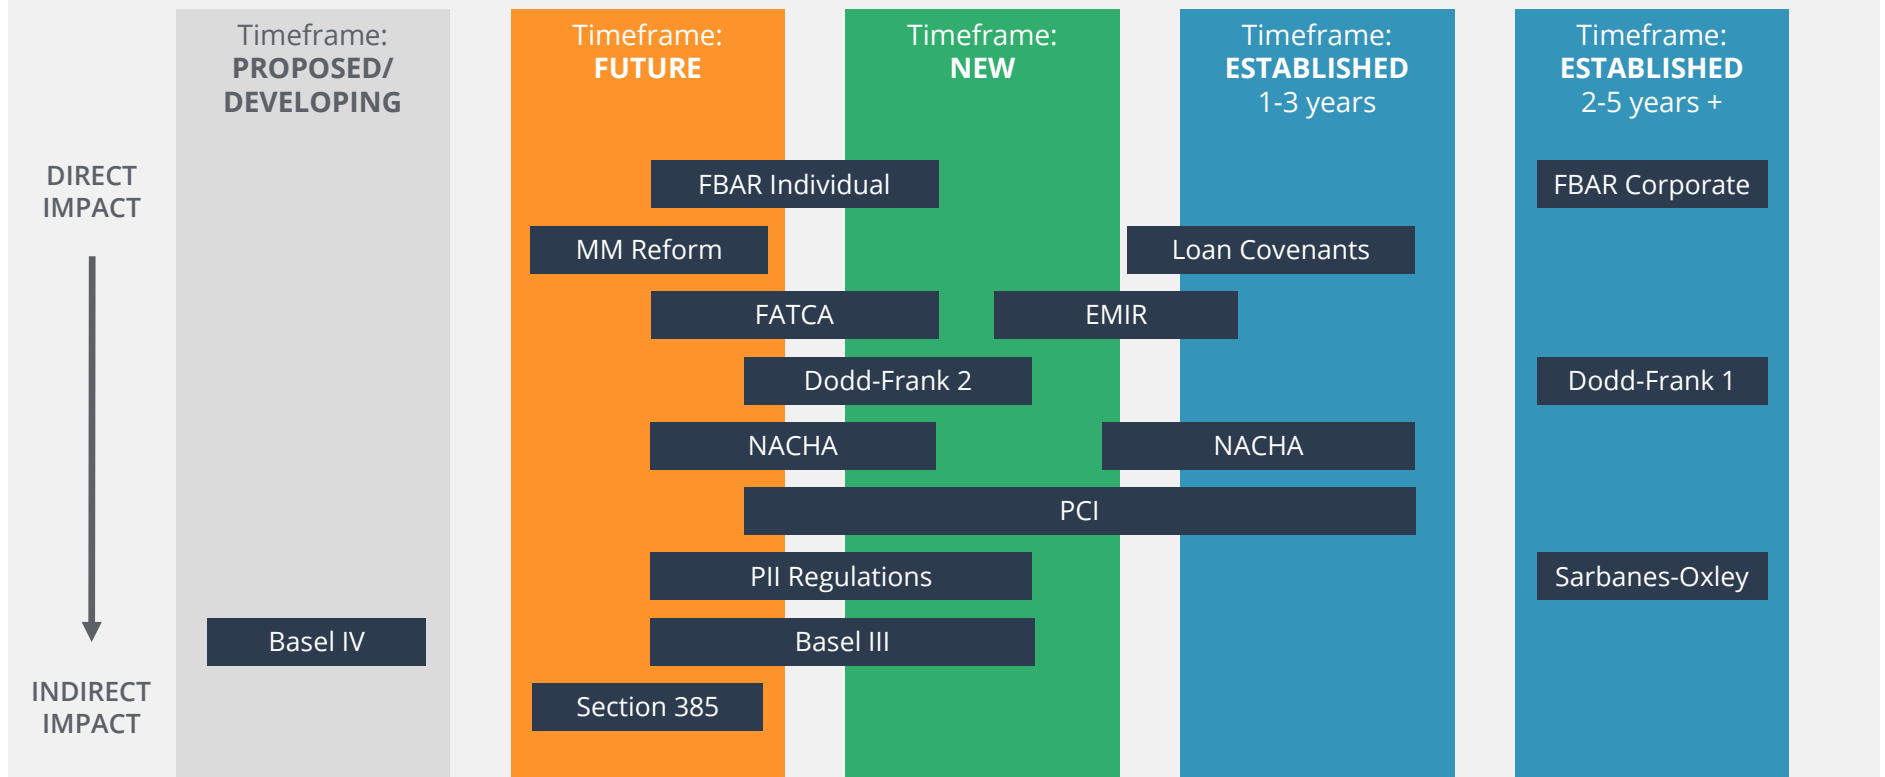 Timeframe:
PROPOSED/
DEVELOPING
Timeframe:
FUTURE
Timeframe:
NEW
Timeframe:
ESTABLISHED
1-3 years
Timeframe:
ESTABLISHED
2-5 years +
DIRECT
IMPACT
FBAR Individual
FBAR Corporate
MM Reform
Loan Covenants
FATCA
EMIR
Dodd-Frank 2
Dodd-Frank 1
NACHA
NACHA
PCI
PII Regulations
Sarbanes-Oxley
Basel IV
Basel III
INDIRECT
IMPACT
Section 385